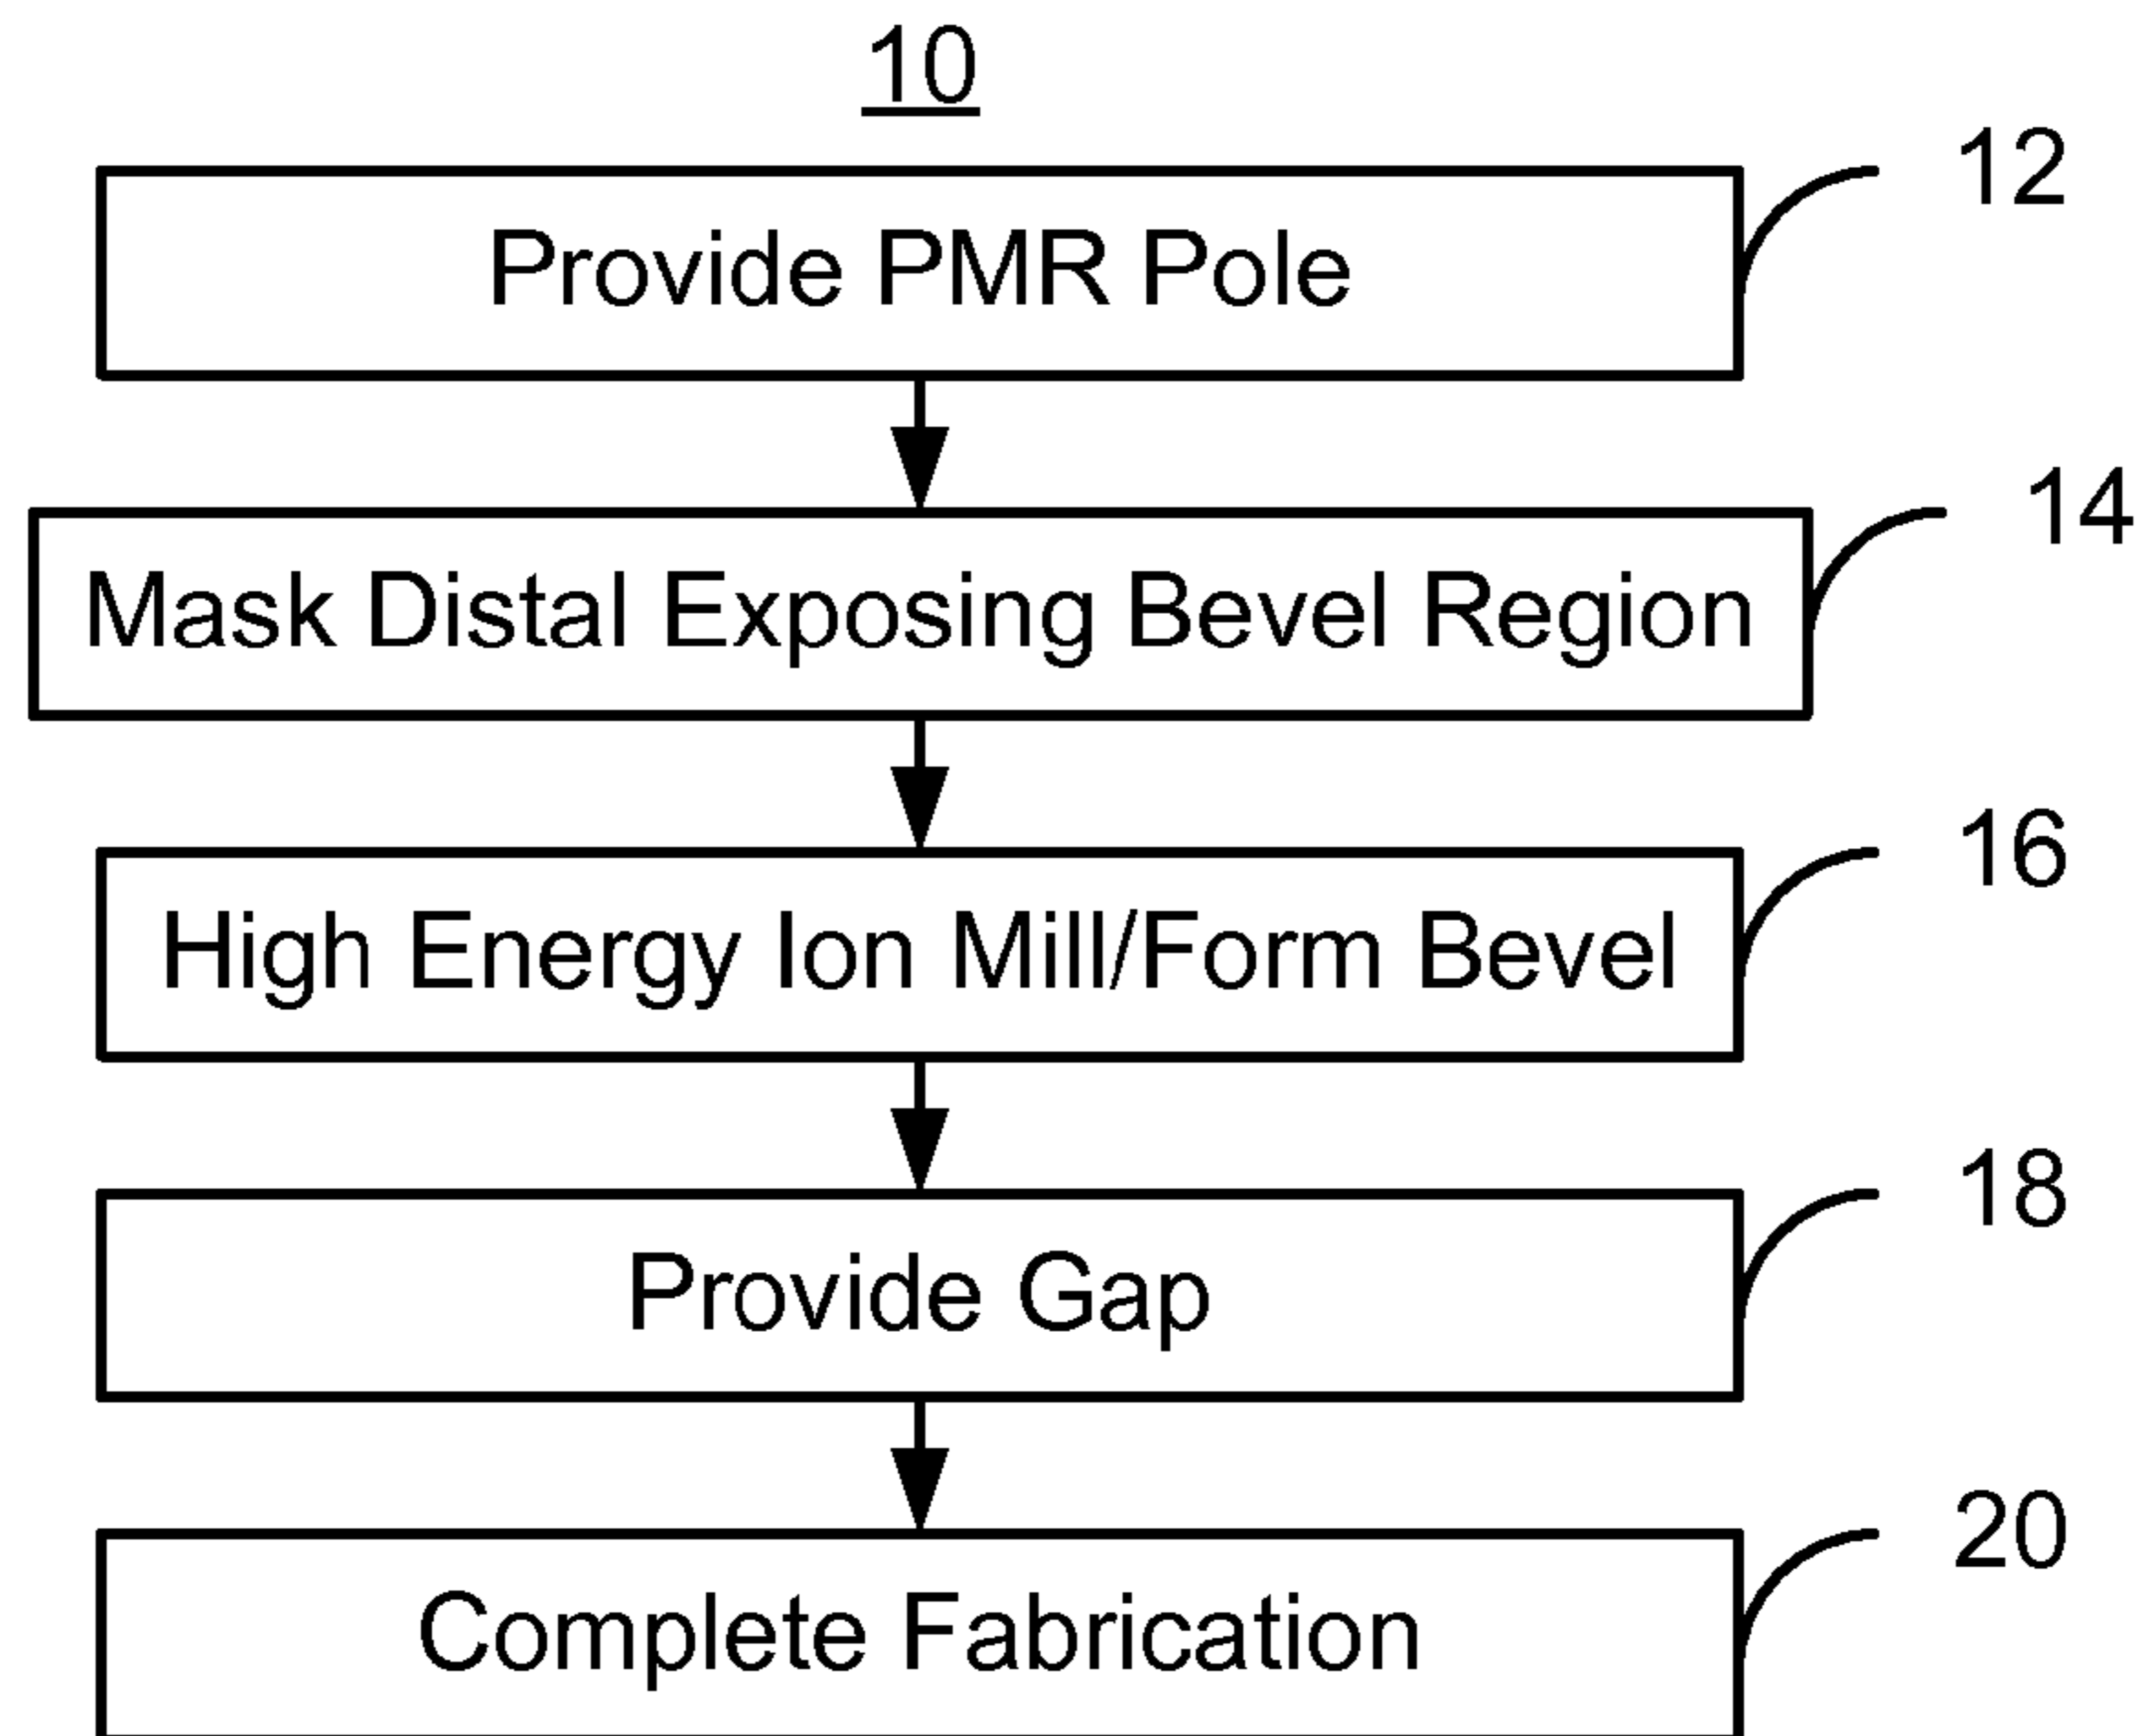 10
Provide PMR Pole
12
Mask Distal Exposing Bevel Region
14
High Energy Ion Mill/Form Bevel
16
Provide Gap
18
Complete Fabrication
20